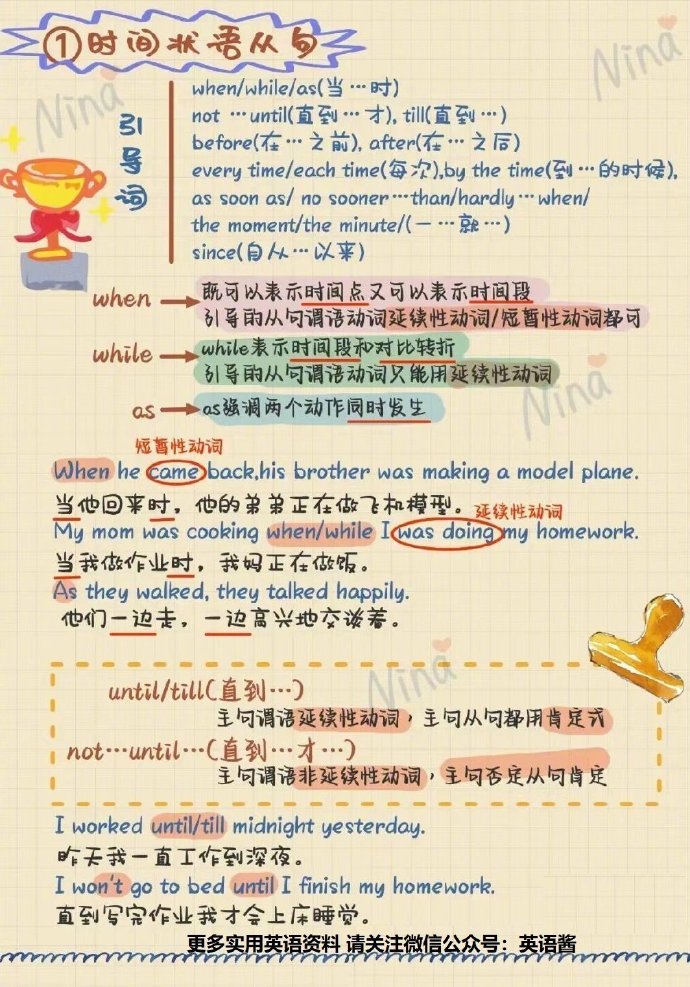 ①时间状语从句
Nina
Nina
引导词
when/while/as(当…时)
not …until(直到…才), till(直到…)
before(在…之前), after(在…之后)
every time/each time(每次),by the time(到…的时候),
as soon as/ no sooner…than/hardly…when/
the moment/the minute/(一…就…)
since(自从…以来)
when → 既可以表示时间点又可以表示时间段
引导的从句谓语动词延续性动词/短暂性动词都可
while → while表示时间段和对比转折
引导的从句谓语动词只能用延续性动词
Nina
as → as强调两个动作同时发生
短暂性动词
When he came back,his brother was making a model plane.
当他回来时，他的弟弟正在做飞机模型。
延续性动词
My mom was cooking when/while I was doing my homework.
当我做作业时，我妈正在做饭。
As they walked, they talked happily.
他们一边走，一边高兴地交谈着。
Nina
until/till(直到…)
主句谓语延续性动词，主句从句都用肯定式
not…until…(直到…才…)
主句谓语非延续性动词，主句否定从句肯定
I worked until/till midnight yesterday.
昨天我一直工作到深夜。
I won't go to bed until I finish my homework.
直到写完作业我才会上床睡觉。
更多实用英语资料 请关注微信公众号：英语酱